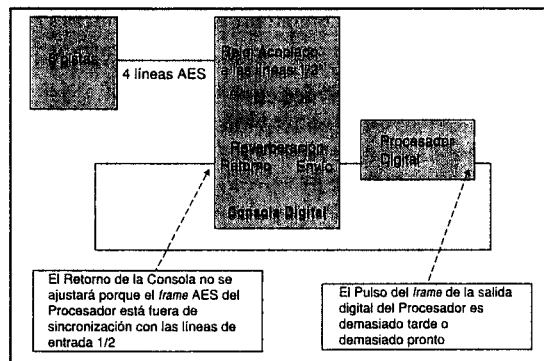 4 líneas AES
Reloj Acoplado
a las líneas 1/2
Reverberación
Retorno Envío
Consola Digital
Procesador
Digital
El Retorno de la Consola no se
ajustará porque el frame AES del
Procesador está fuera de
sincronización con las líneas de
entrada 1/2
El Pulso del frame de la salida
digital del Procesador es
demasiado tarde o
demasiado pronto